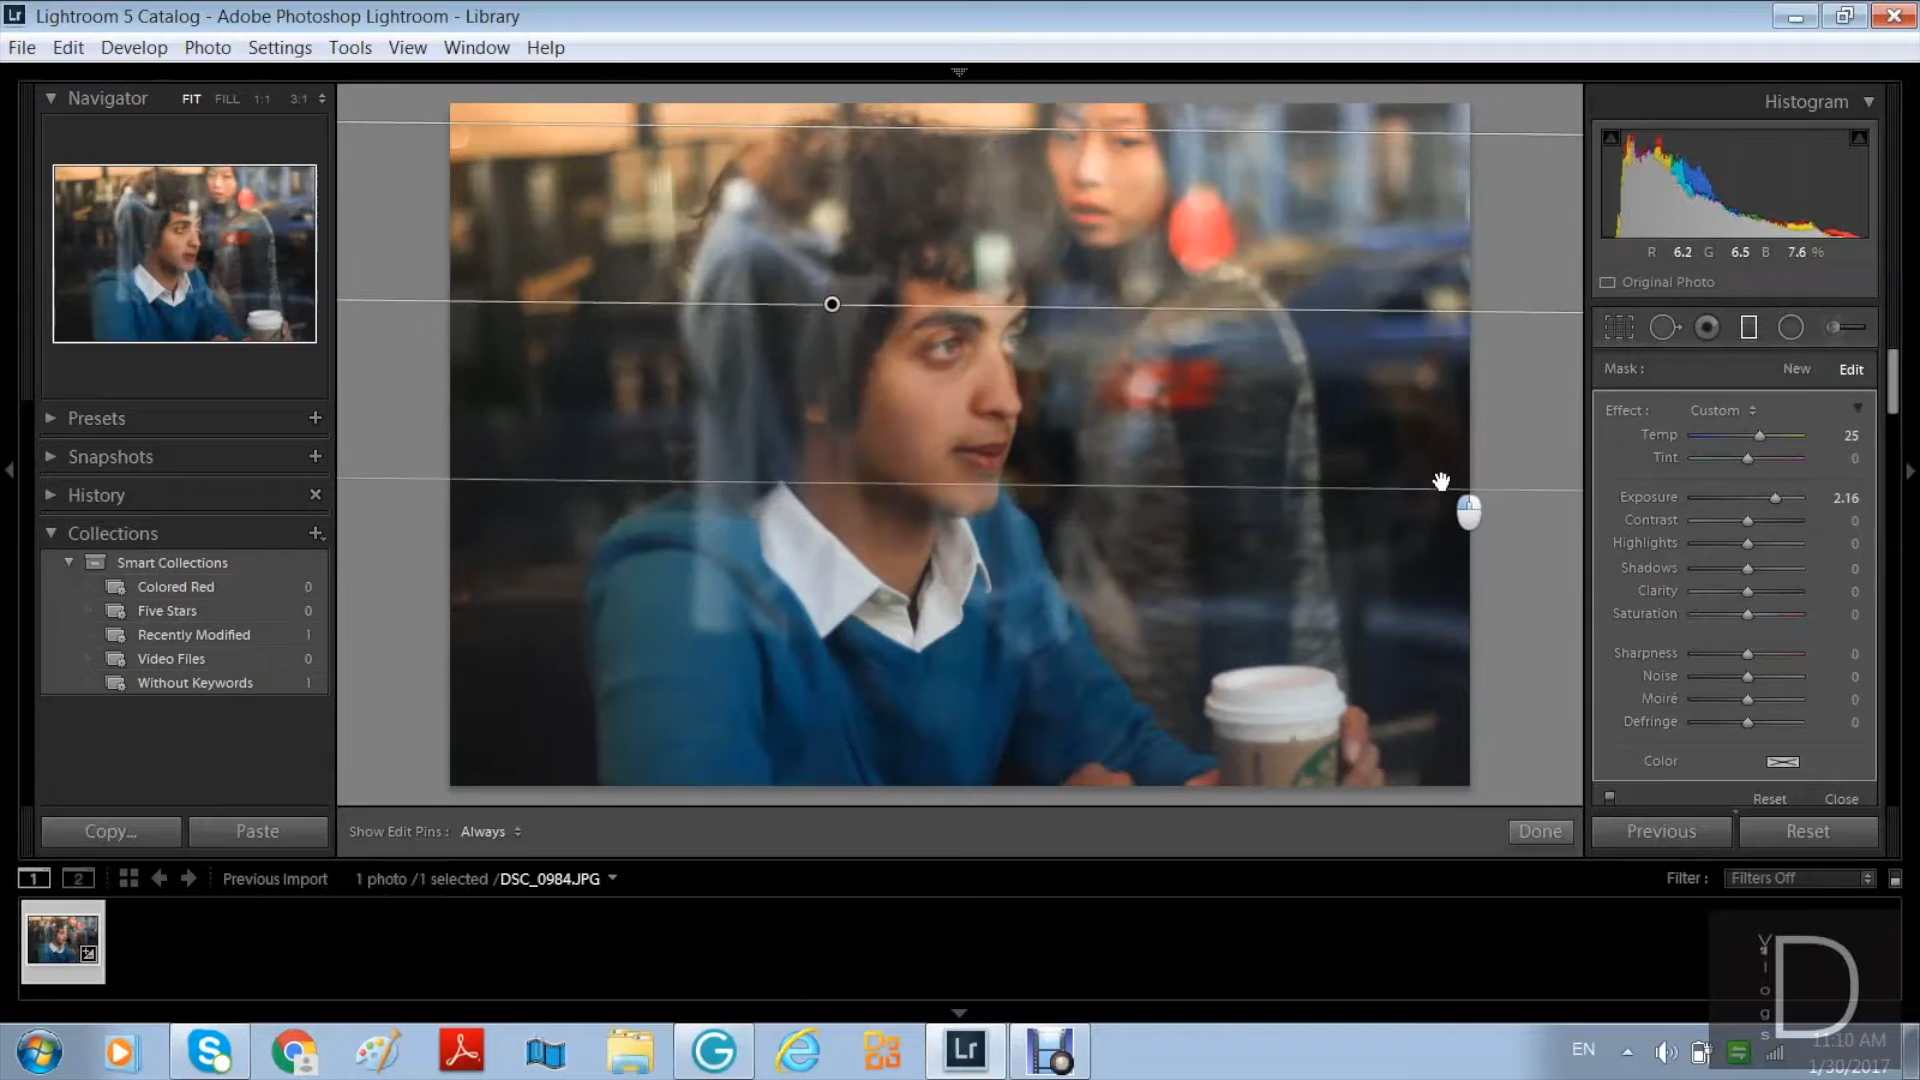 Lr Lightroom 5 Catalog - Adobe Photoshop Lightroom - Library
File Edit Develop Photo Settings Tools View Window Help
Navigator FIT FILL 1:1 3:1
Histogram
R 6.2 G 6.5 B 7.6 %
Original Photo
Mask : New Edit
Effect : Custom
Temp 25
Tint 0
Exposure 2.16
Contrast 0
Highlights 0
Shadows 0
Clarity 0
Saturation 0
Sharpness 0
Noise 0
Moiré 0
Defringe 0
Color
Reset Close
Previous Reset
Presets
Snapshots
History
Collections
Smart Collections
Colored Red 0
Five Stars 0
Recently Modified 1
Video Files 0
Without Keywords 1
Copy... Paste
Show Edit Pins : Always
Done
1 2 Previous Import 1 photo /1 selected /DSC_0984.JPG
Filter : Filters Off
D
Vlogs
Lr
EN
11:10 AM
1/30/2017